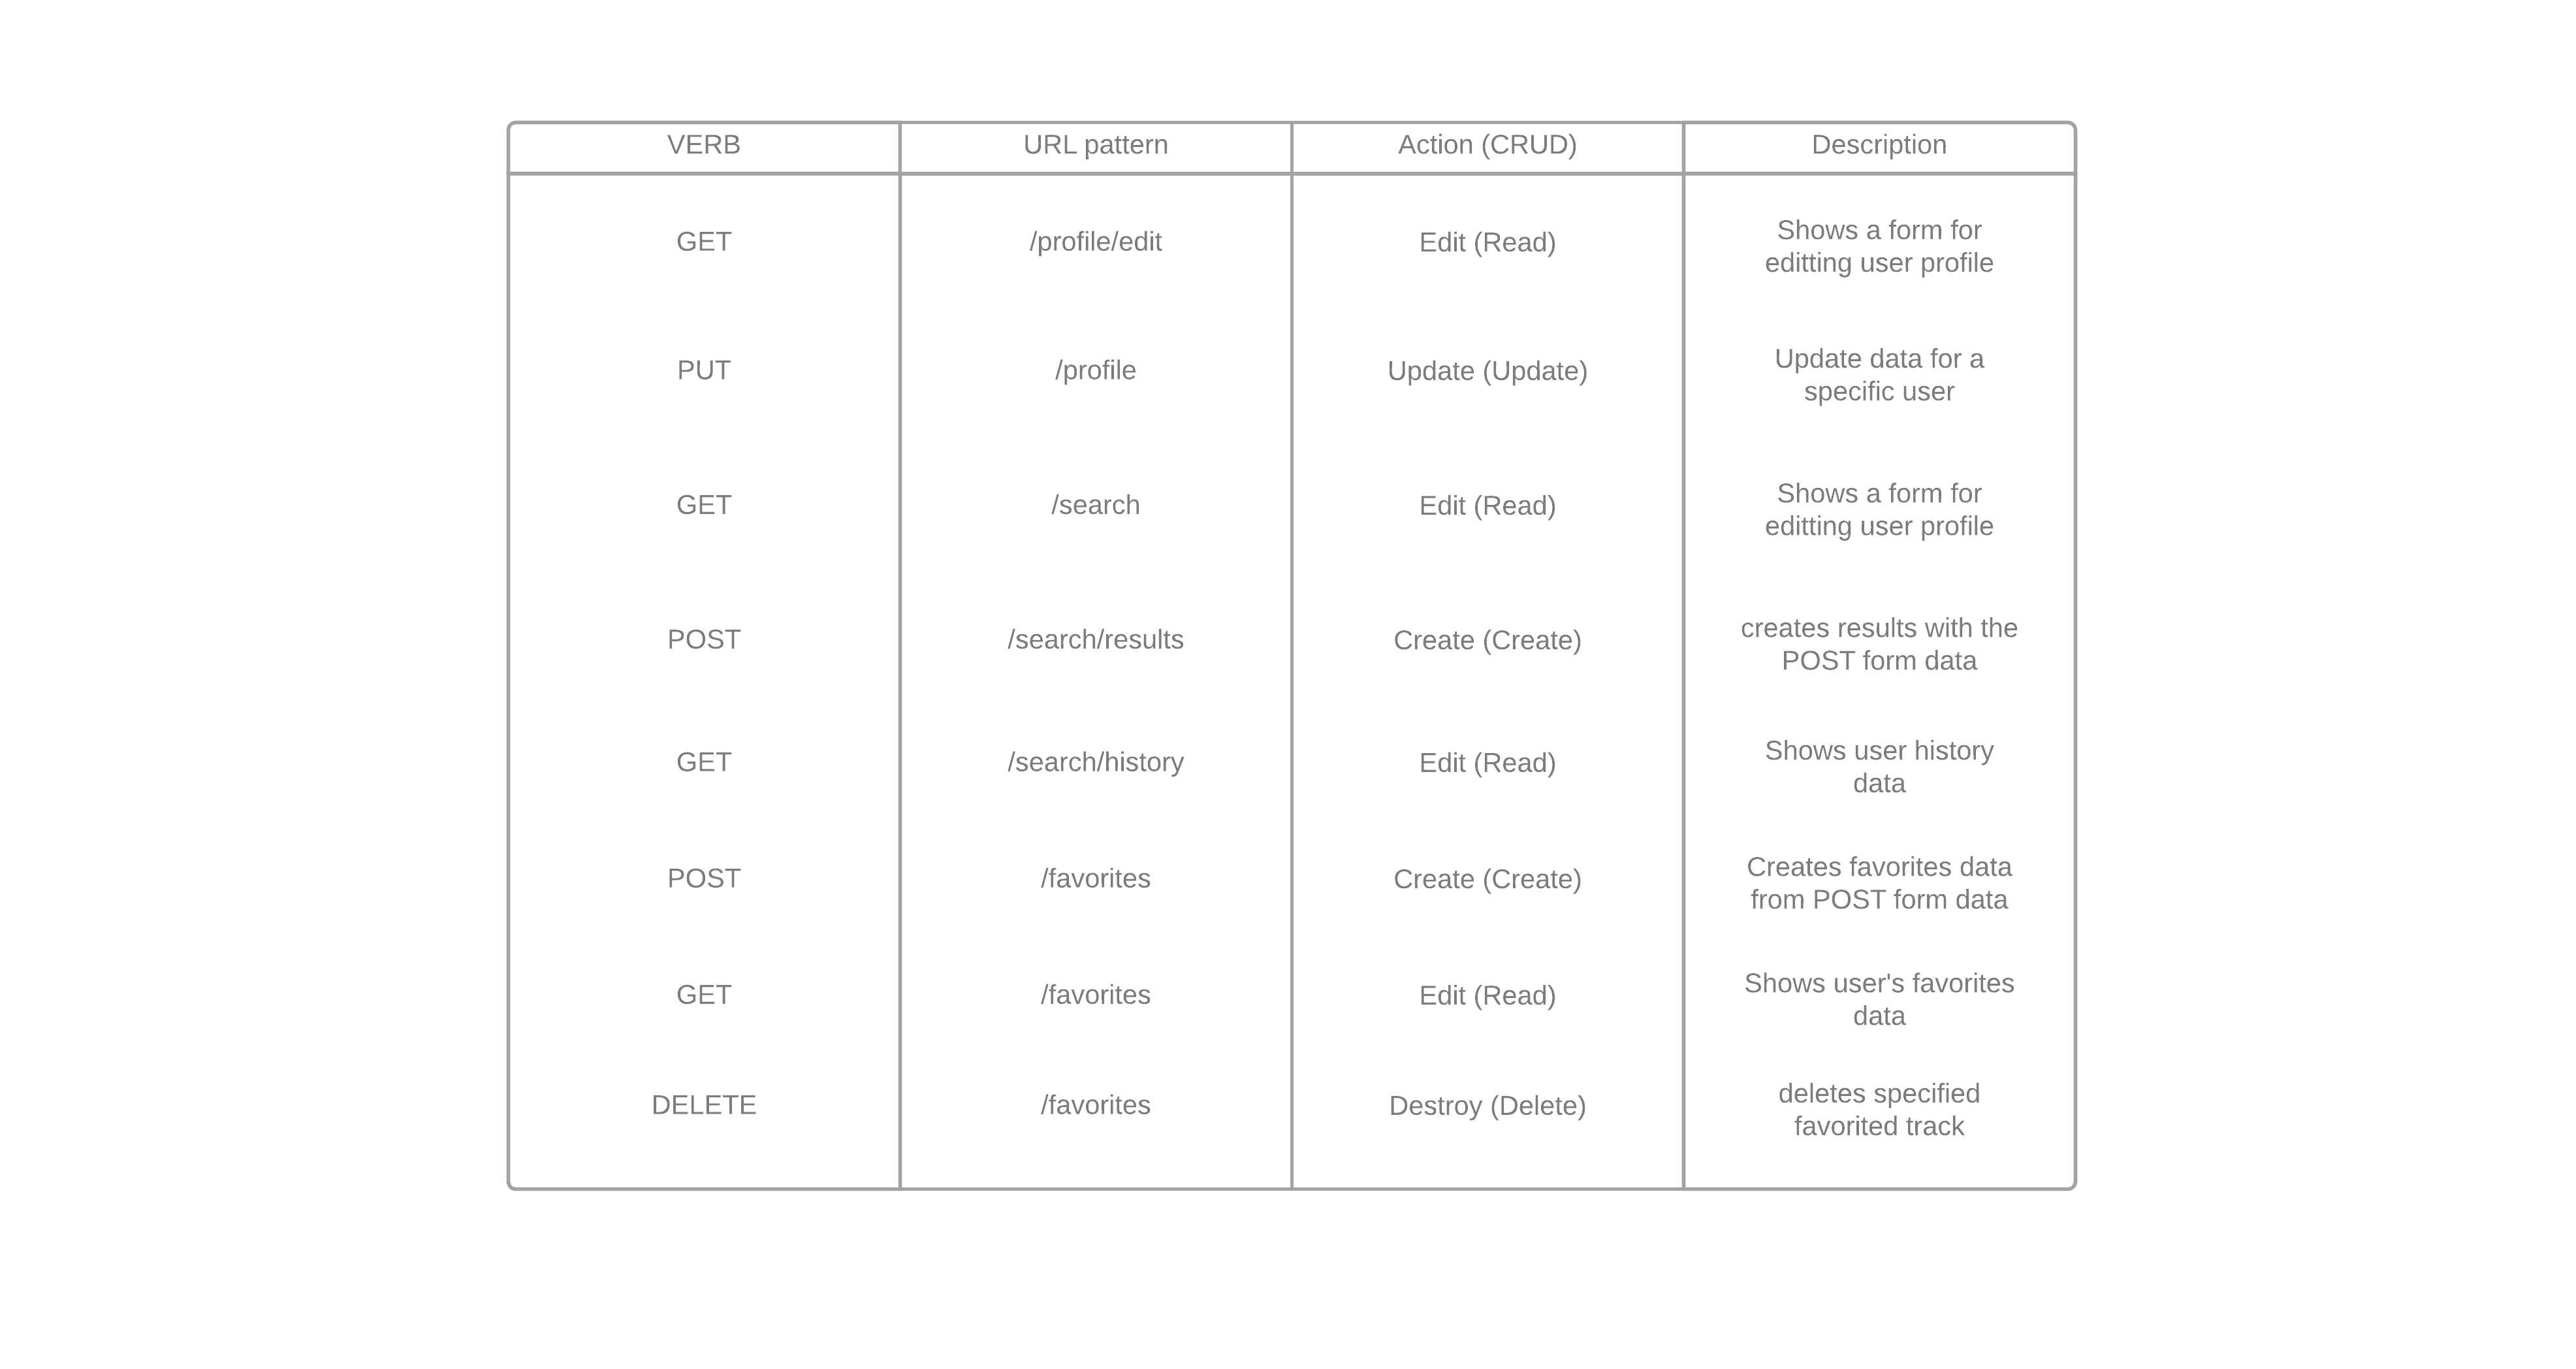 VERB URL pattern Action (CRUD) Description
GET /profile/edit Edit (Read) Shows a form for
editting user profile
PUT /profile Update (Update) Update data for a
specific user
GET /search Edit (Read) Shows a form for
editting user profile
POST /search/results Create (Create) creates results with the
POST form data
GET /search/history Edit (Read) Shows user history
data
POST /favorites Create (Create) Creates favorites data
from POST form data
GET /favorites Edit (Read) Shows user's favorites
data
DELETE /favorites Destroy (Delete) deletes specified
favorited track